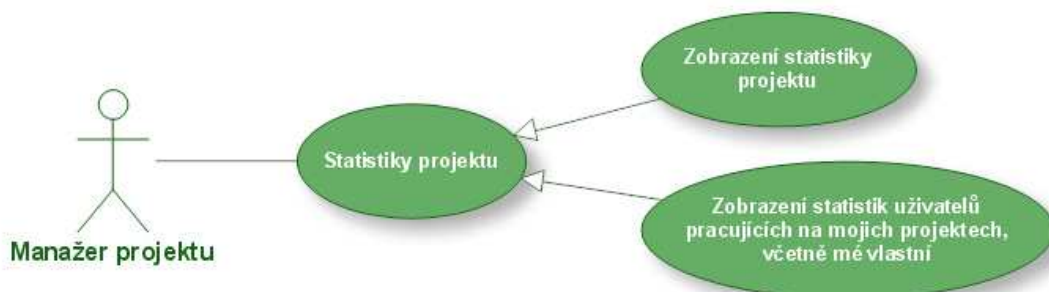 Zobrazení statistiky
projektu
Statistiky projektu
Manažer projektu
Zobrazení statistik uživatelů
pracujících na mojich projektech,
včetně mé vlastní